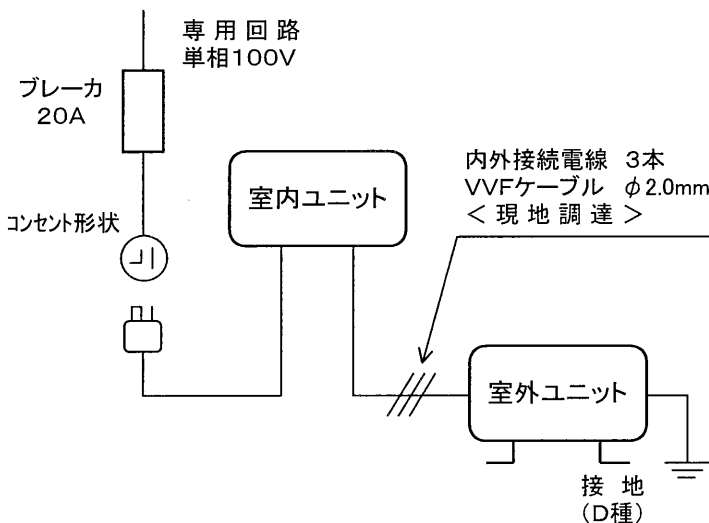 専用回路
単相100V
ブレーカ
20A
コンセント形状
室内ユニット
内外接続電線 3本
VVFケーブル φ2.0mm
＜現地調達＞
室外ユニット
接地
(D種)